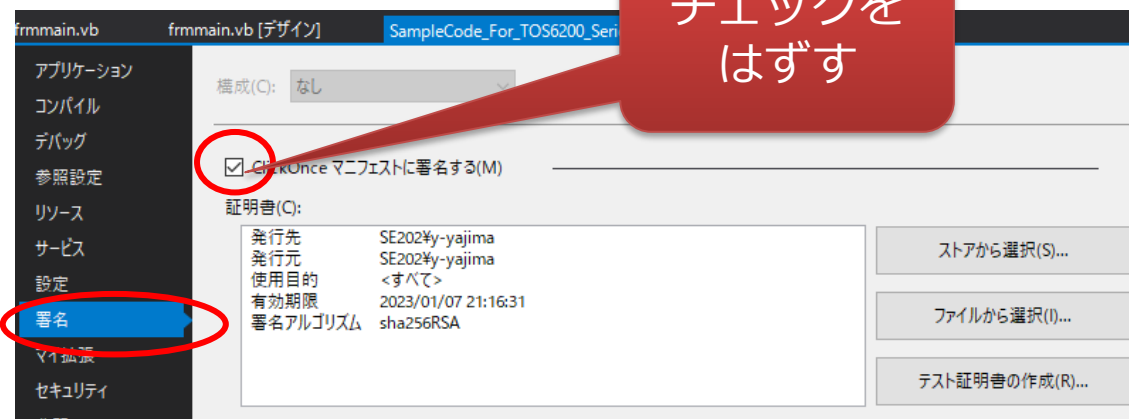 チェックを
はずす
frmmain.vb
frmmain.vb [デザイン]
SampleCode_For_TOS6200_Seri
アプリケーション
コンパイル
デバッグ
参照設定
リソース
サービス
設定
署名
マイ拡張
セキュリティ
構成(C): なし
ClickOnce マニフェストに署名する(M)
証明書(C):
発行先 SE202¥y-yajima
発行元 SE202¥y-yajima
使用目的 <すべて>
有効期限 2023/01/07 21:16:31
署名アルゴリズム sha256RSA
ストアから選択(S)...
ファイルから選択(I)...
テスト証明書の作成(R)...